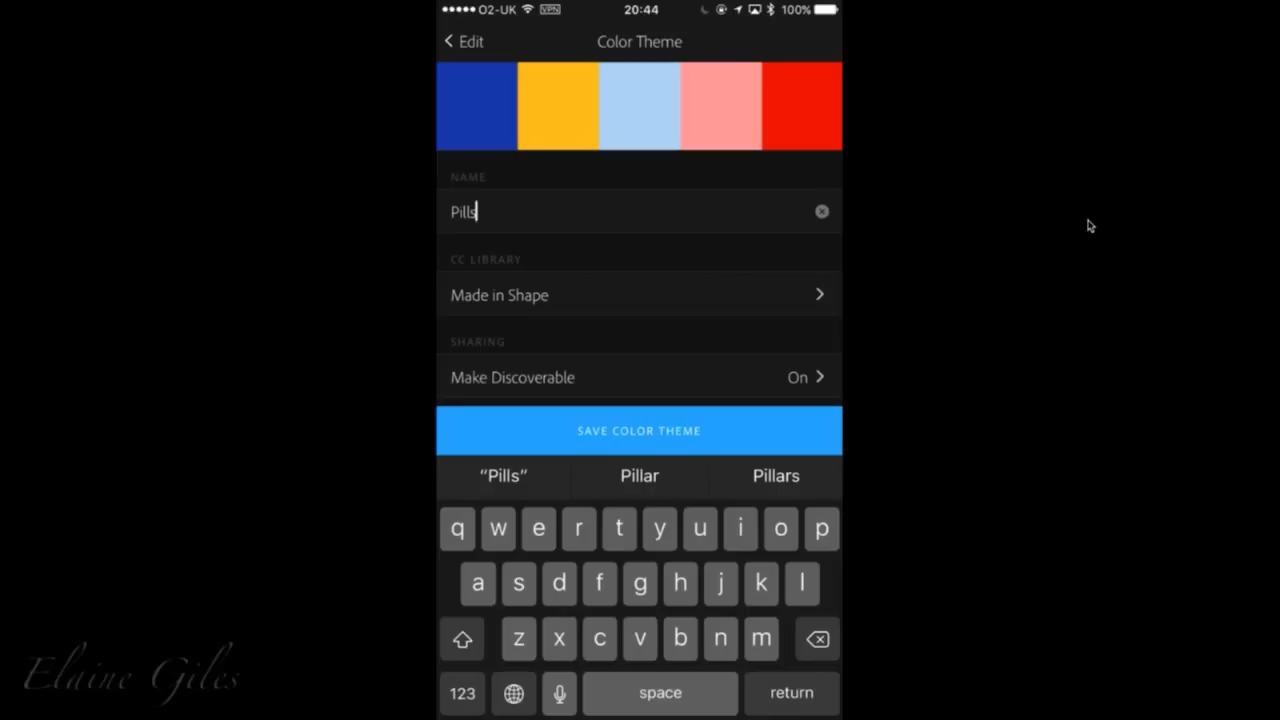 O2-UK VPN 20:44 100%
Edit Color Theme
NAME
Pills
CC LIBRARY
Made in Shape
SHARING
Make Discoverable On
SAVE COLOR THEME
“Pills” Pillar Pillars
q w e r t y u i o p
a s d f g h j k l
z x c v b n m
Elaine Giles
123 space return